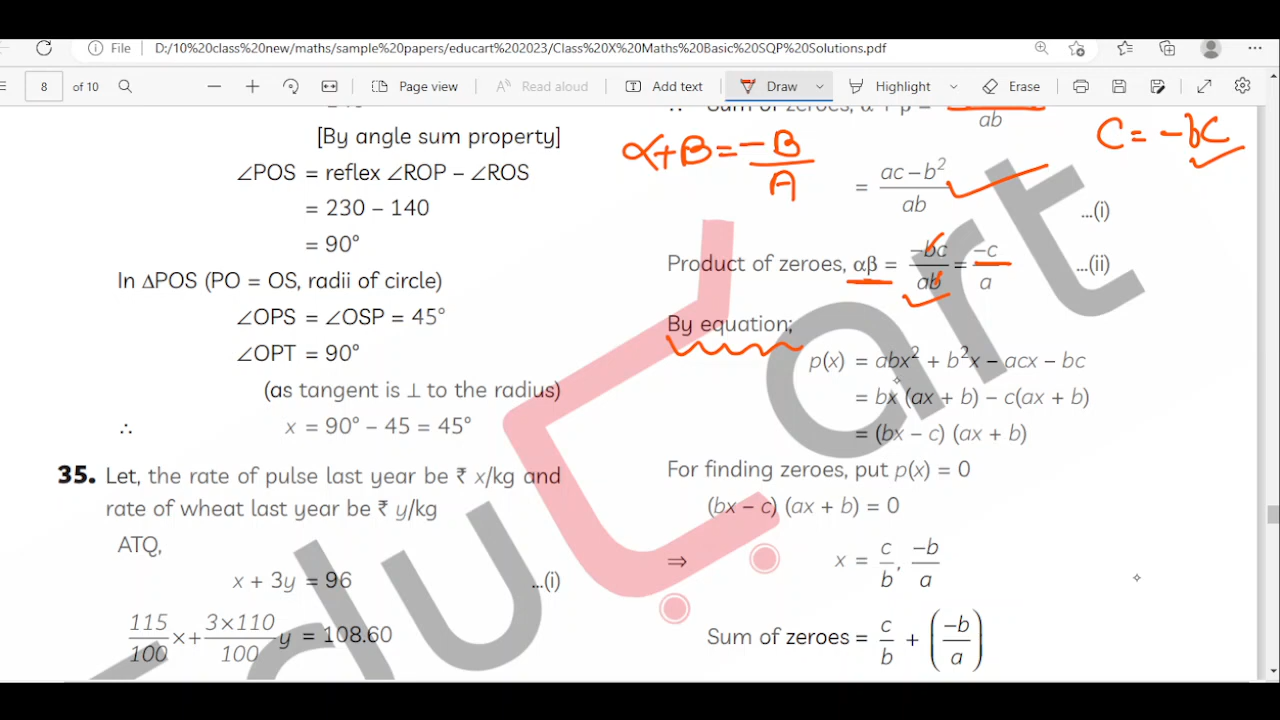 File D:/10%20class%20new/maths/sample%20papers/educart%202023/Class%20X%20Maths%20Basic%20SQP%20Solutions.pdf
8 of 10 Page view Read aloud Add text Draw Highlight Erase
[By angle sum property]
∠POS = reflex ∠ROP – ∠ROS
= 230 – 140
= 90°
In ΔPOS (PO = OS, radii of circle)
∠OPS = ∠OSP = 45°
∠OPT = 90°
(as tangent is ⊥ to the radius)
∴ x = 90° – 45 = 45°
35. Let, the rate of pulse last year be ₹ x/kg and
rate of wheat last year be ₹ y/kg
ATQ,
x + 3y = 96 ...(i)
115/100 x + 3×110/100 y = 108.60
∴ Sum of zeroes, α + β =
ab
α+B = -B/A
C = -bC
= ac – b²/ab ...(i)
Product of zeroes, αβ = –bc/ab = –c/a ...(ii)
By equation;
p(x) = abx² + b²x – acx – bc
= bx (ax + b) – c(ax + b)
= (bx – c) (ax + b)
For finding zeroes, put p(x) = 0
(bx – c) (ax + b) = 0
⇒ x = c/b, –b/a
Sum of zeroes = c/b + (–b/a)
educart